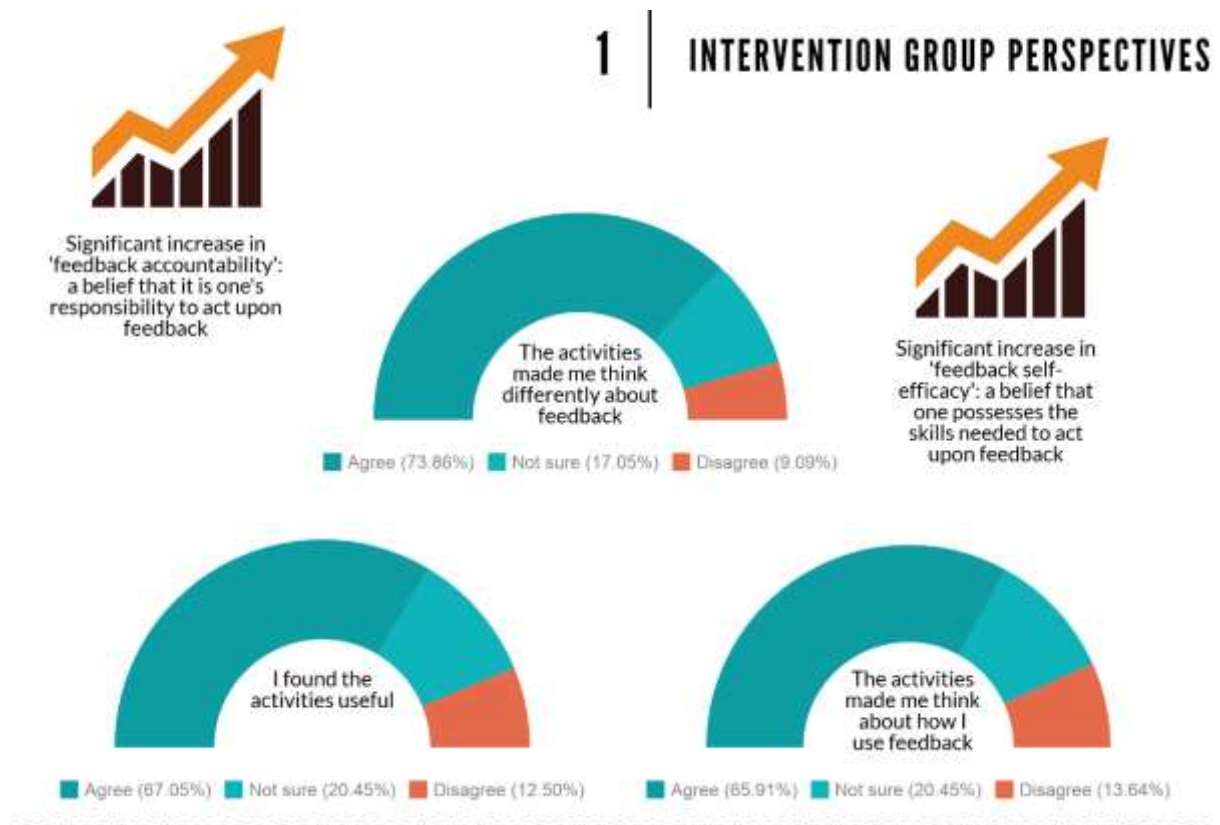 1
INTERVENTION GROUP PERSPECTIVES
Significant increase in
'feedback accountability':
a belief that it is one's
responsibility to act upon
feedback
The activities
made me think
differently about
feedback
Agree (73.86%) Not sure (17.05%) Disagree (9.09%)
Significant increase in
'feedback self-
efficacy': a belief that
one possesses the
skills needed to act
upon feedback
I found the
activities useful
Agree (67.05%) Not sure (20.45%) Disagree (12.50%)
The activities
made me think
about how I
use feedback
Agree (65.91%) Not sure (20.45%) Disagree (13.64%)